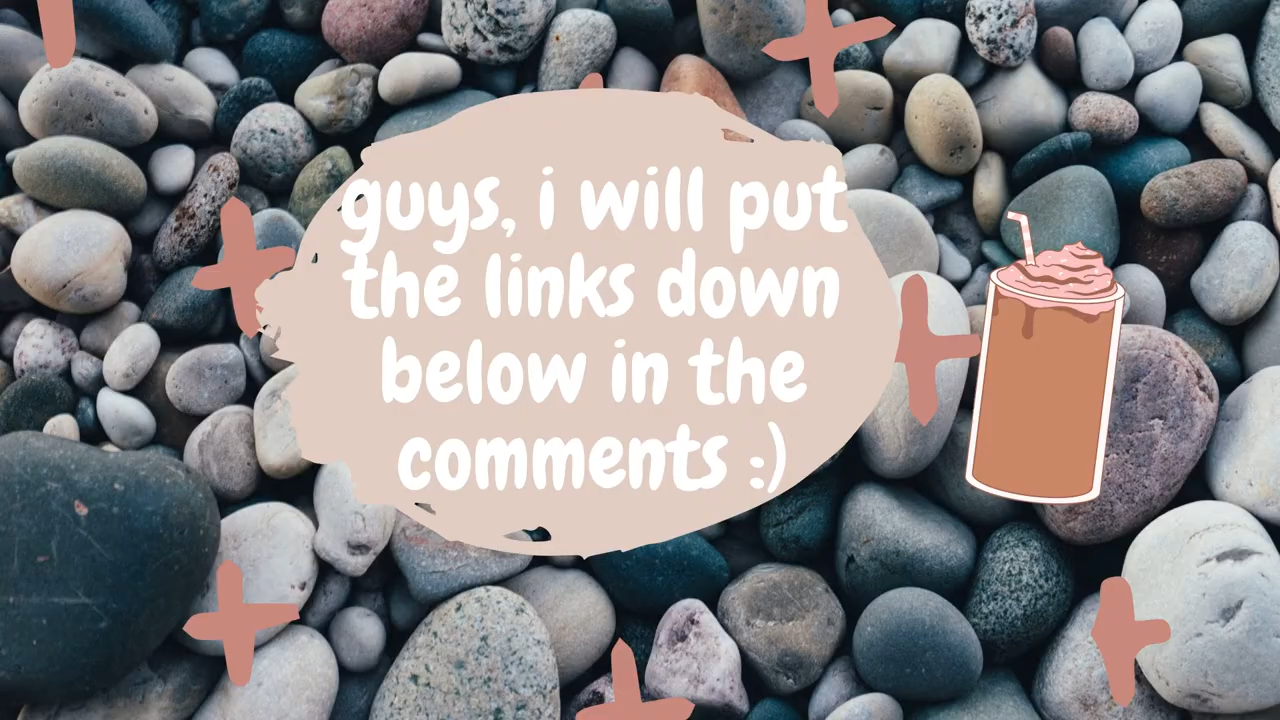 guys, i will put
the links down
below in the
comments :)